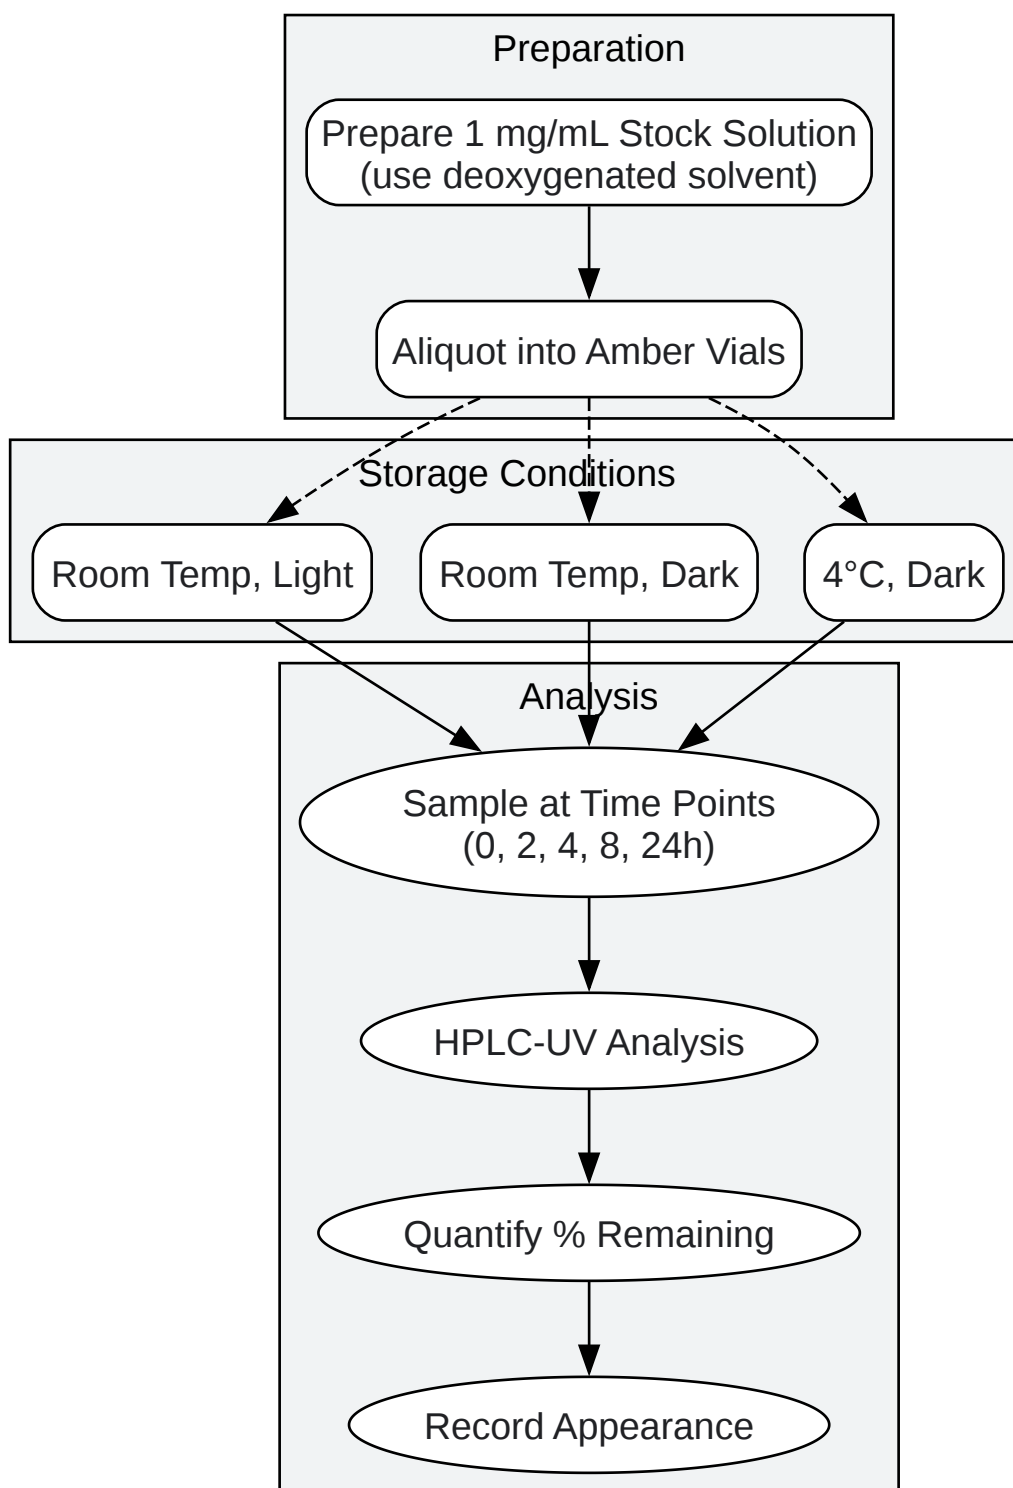 Preparation
Prepare 1 mg/mL Stock Solution
(use deoxygenated solvent)
Aliquot into Amber Vials
Storage Conditions
Room Temp, Light
Room Temp, Dark
4°C, Dark
Analysis
Sample at Time Points
(0, 2, 4, 8, 24h)
HPLC-UV Analysis
Quantify % Remaining
Record Appearance